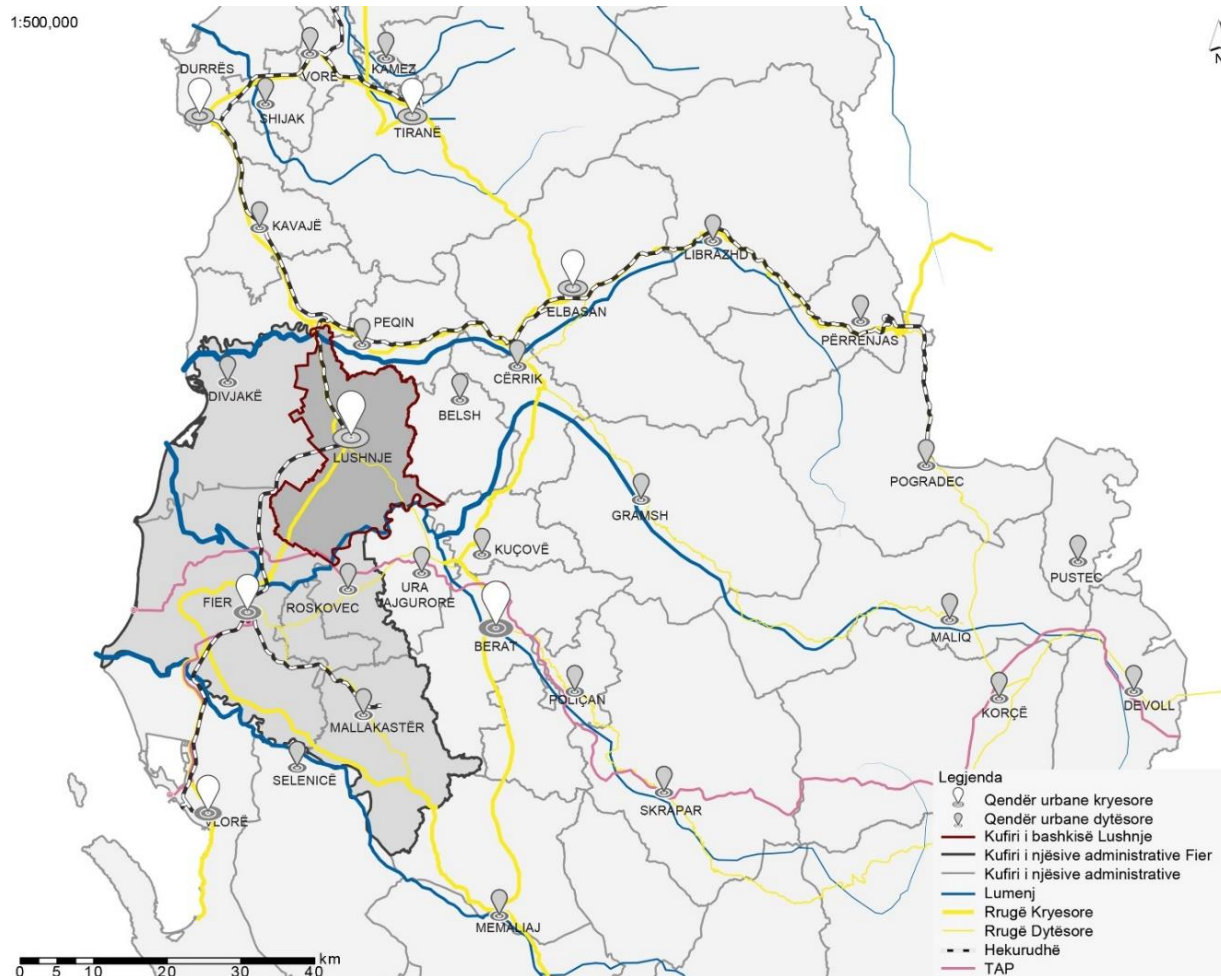 1:500,000
N
DURRËS
VORË
KAMËZ
SHIJAK
TIRANË
KAVAJË
LIBRAZHD
ELBASAN
PEQIN
PËRRENJAS
CËRRIK
DIVJAKË
BELSH
LUSHNJE
POGRADEC
GRAMSH
KUÇOVË
PUSTEC
URA
VAJGURORE
FIER
ROSKOVEC
BERAT
MALIQ
POLIÇAN
KORÇË
DEVOLL
MALLAKASTËR
SELENICË
SKRAPAR
VLORË
MEMALIAJ
Legjenda
Qendër urbane kryesore
Qendër urbane dytësore
Kufiri i bashkisë Lushnje
Kufiri i njësive administrative Fier
Kufiri i njësive administrative
Lumenj
Rrugë Kryesore
Rrugë Dytësore
Hekurudhë
TAP
km
0 5 10 20 30 40